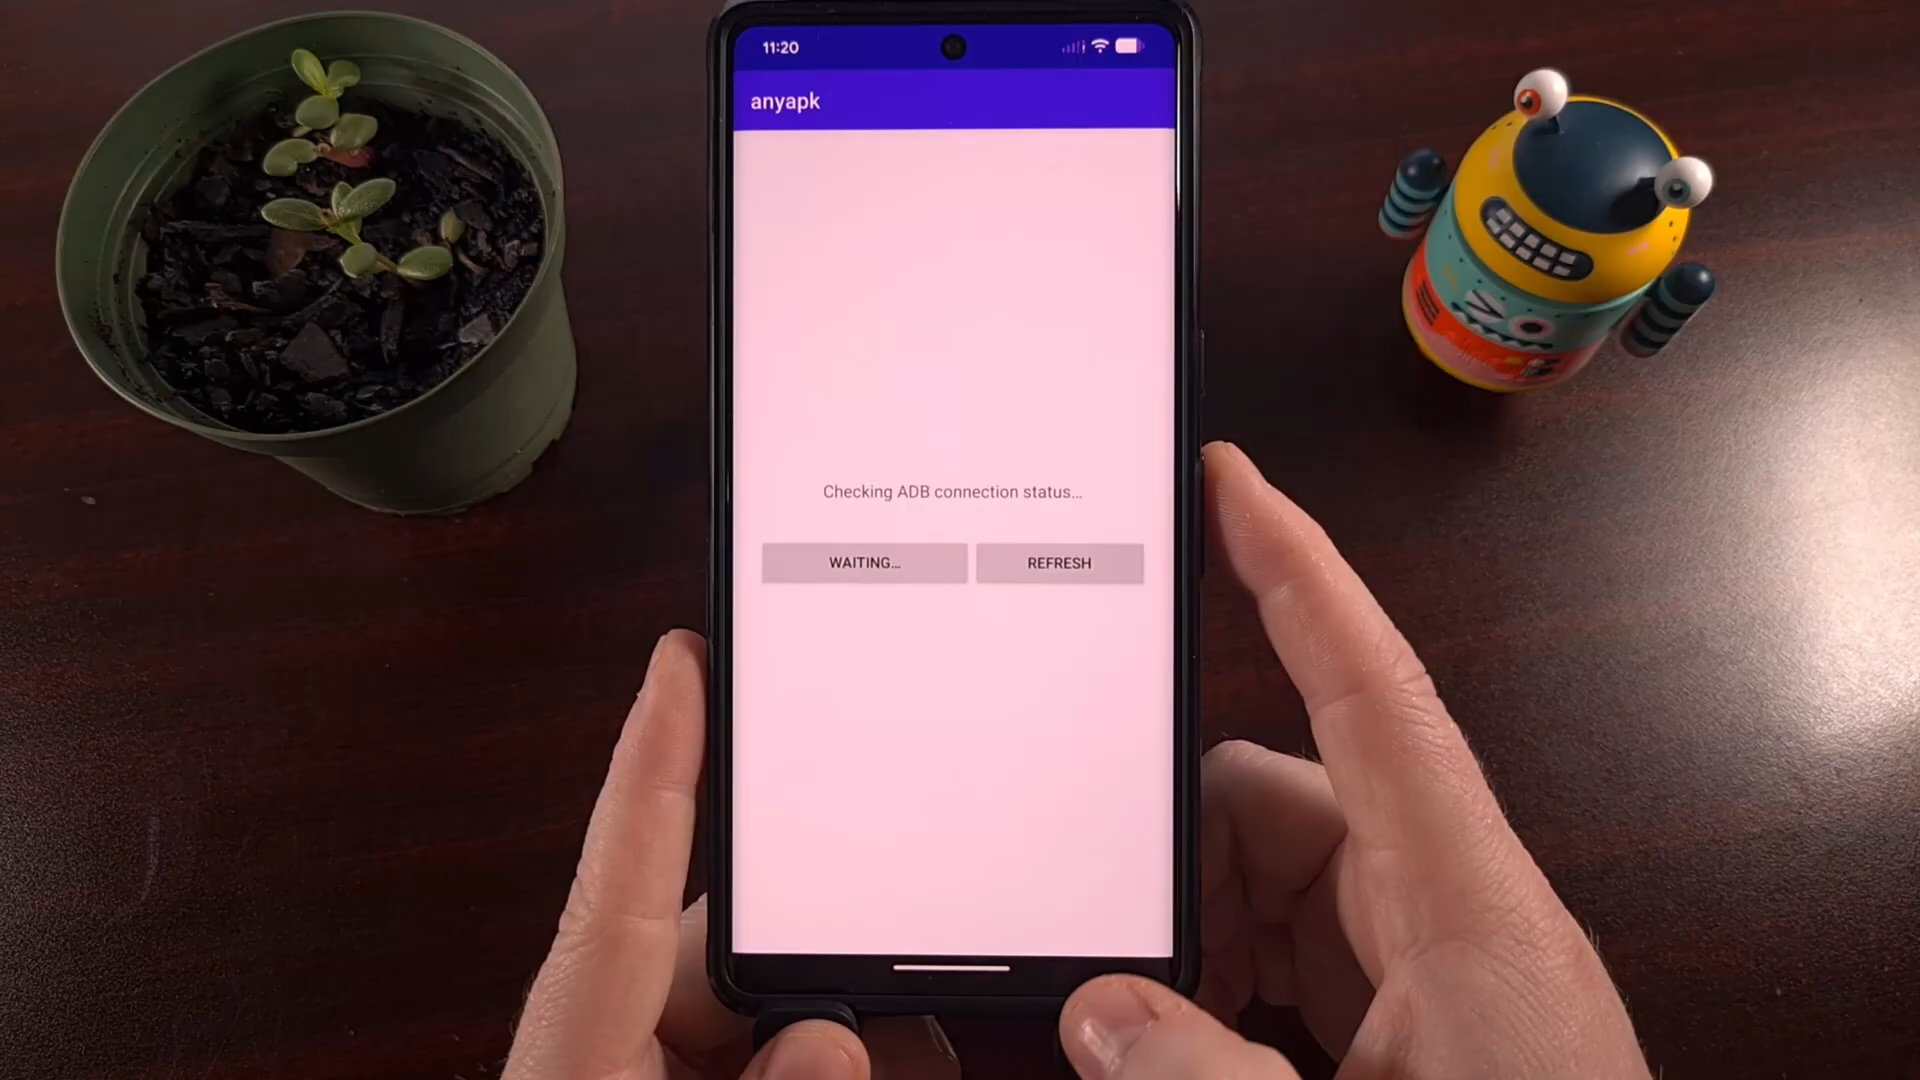 11:20
anyapk
Checking ADB connection status...
WAITING...
REFRESH